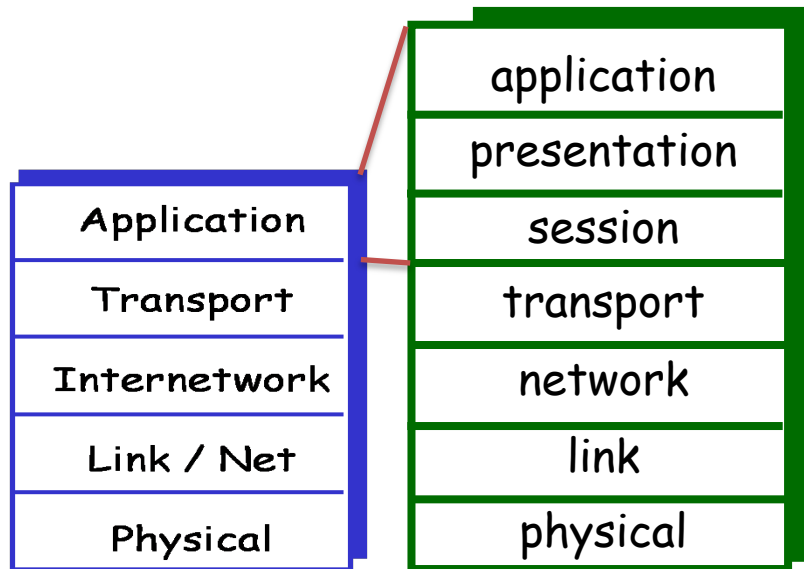 Application
Transport
Internetwork
Link / Net
Physical
application
presentation
session
transport
network
link
physical